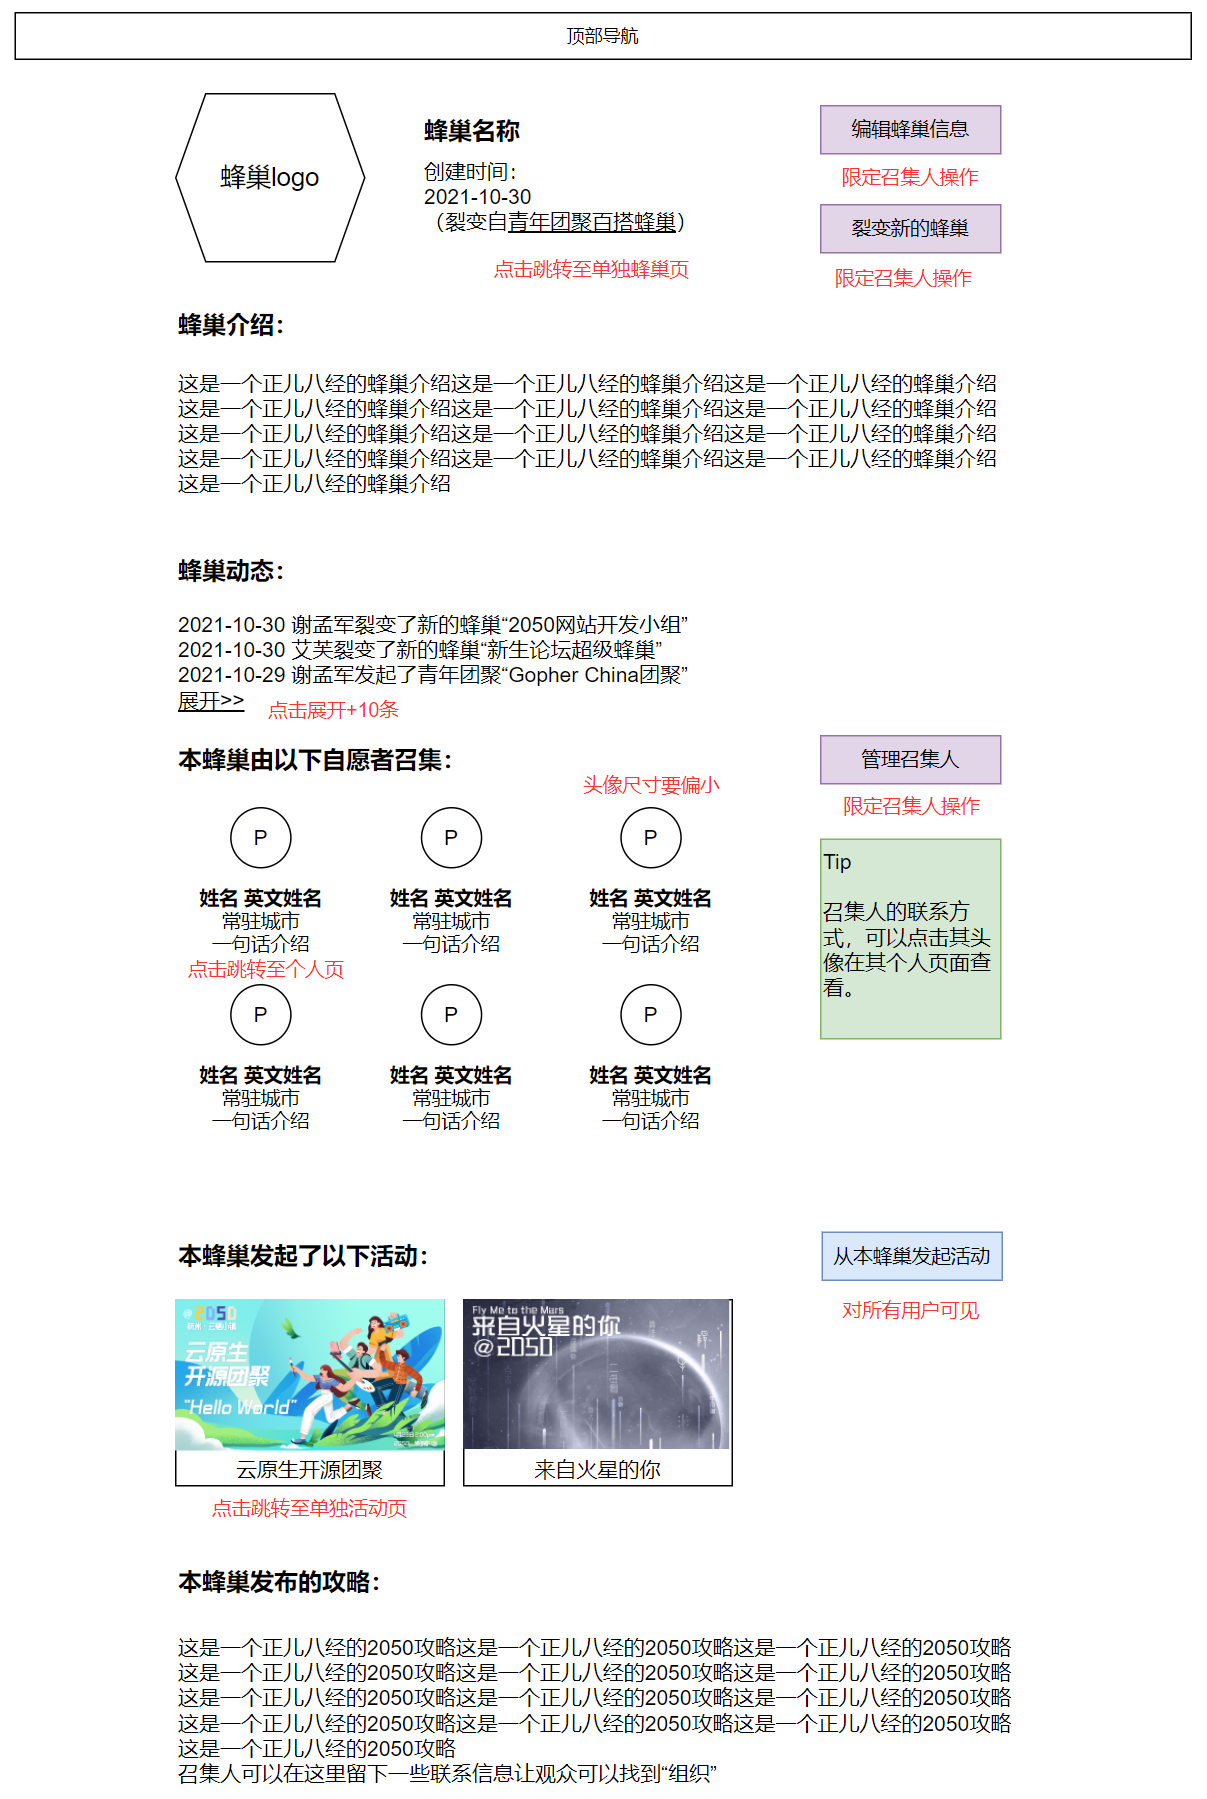 顶部导航
蜂巢logo
蜂巢名称
创建时间：
2021-10-30
（裂变自青年团聚百搭蜂巢）
点击跳转至单独蜂巢页
编辑蜂巢信息
限定召集人操作
裂变新的蜂巢
限定召集人操作
蜂巢介绍：
这是一个正儿八经的蜂巢介绍这是一个正儿八经的蜂巢介绍这是一个正儿八经的蜂巢介绍
这是一个正儿八经的蜂巢介绍这是一个正儿八经的蜂巢介绍这是一个正儿八经的蜂巢介绍
这是一个正儿八经的蜂巢介绍这是一个正儿八经的蜂巢介绍这是一个正儿八经的蜂巢介绍
这是一个正儿八经的蜂巢介绍这是一个正儿八经的蜂巢介绍这是一个正儿八经的蜂巢介绍
这是一个正儿八经的蜂巢介绍
蜂巢动态：
2021-10-30 谢孟军裂变了新的蜂巢“2050网站开发小组”
2021-10-30 艾芙裂变了新的蜂巢“新生论坛超级蜂巢”
2021-10-29 谢孟军发起了青年团聚“Gopher China团聚”
展开>>
点击展开+10条
本蜂巢由以下自愿者召集：
头像尺寸要偏小
管理召集人
限定召集人操作
P
P
P
姓名 英文姓名
常驻城市
一句话介绍
姓名 英文姓名
常驻城市
一句话介绍
姓名 英文姓名
常驻城市
一句话介绍
点击跳转至个人页
Tip
召集人的联系方
式，可以点击其头
像在其个人页面查
看。
P
P
P
姓名 英文姓名
常驻城市
一句话介绍
姓名 英文姓名
常驻城市
一句话介绍
姓名 英文姓名
常驻城市
一句话介绍
本蜂巢发起了以下活动：
从本蜂巢发起活动
对所有用户可见
@2050
杭州·云栖小镇
云原生
开源团聚
“Hello World”
云原生开源团聚
Fly Me to the Mars
来自火星的你
@2050
来自火星的你
点击跳转至单独活动页
本蜂巢发布的攻略：
这是一个正儿八经的2050攻略这是一个正儿八经的2050攻略这是一个正儿八经的2050攻略
这是一个正儿八经的2050攻略这是一个正儿八经的2050攻略这是一个正儿八经的2050攻略
这是一个正儿八经的2050攻略这是一个正儿八经的2050攻略这是一个正儿八经的2050攻略
这是一个正儿八经的2050攻略这是一个正儿八经的2050攻略这是一个正儿八经的2050攻略
这是一个正儿八经的2050攻略
召集人可以在这里留下一些联系信息让观众可以找到“组织”